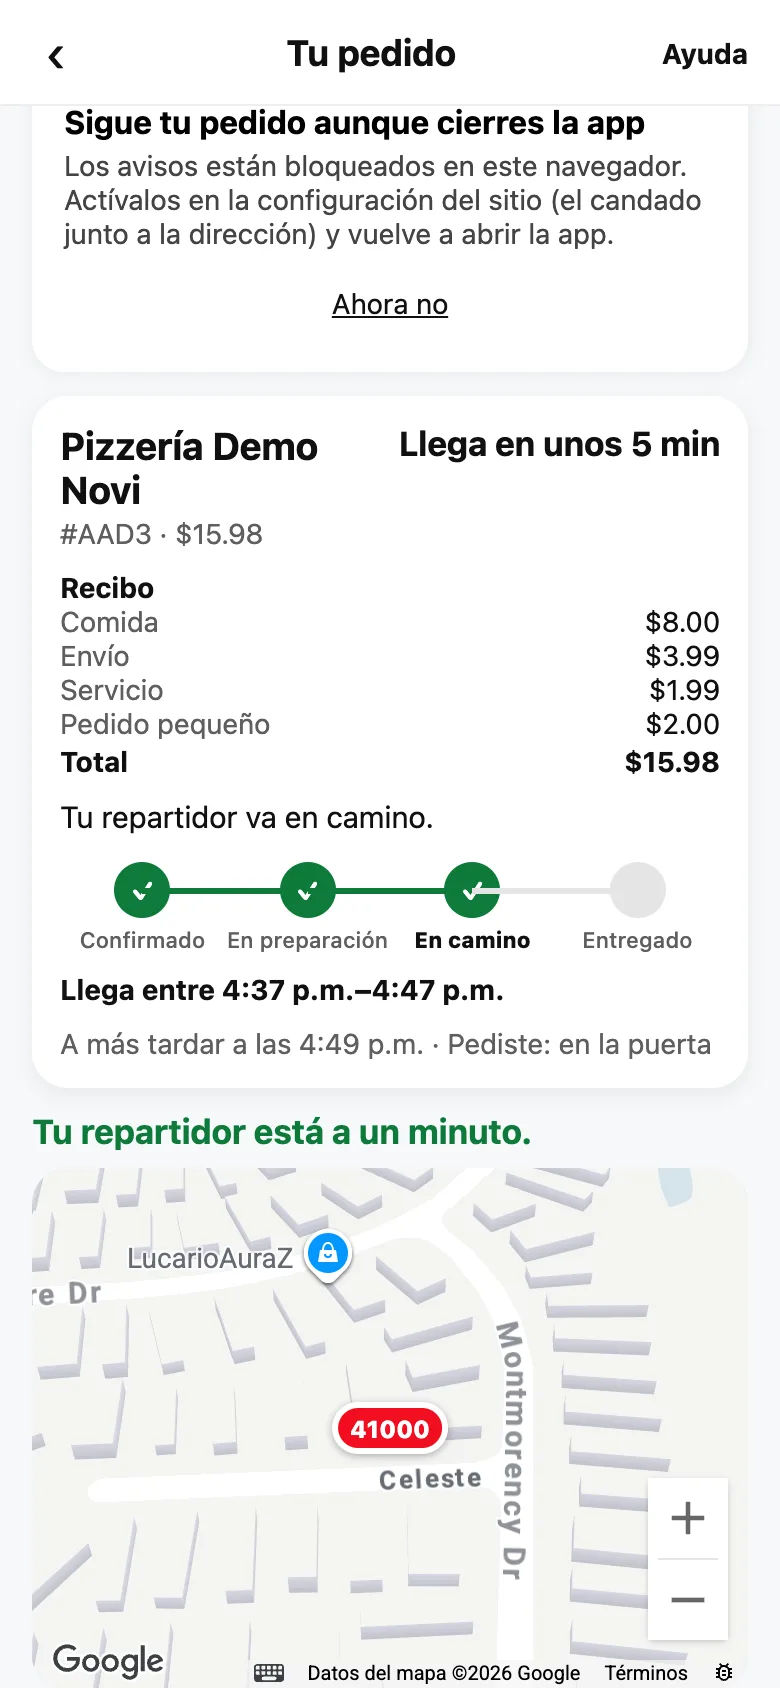 Tu pedido
Ayuda
Sigue tu pedido aunque cierres la app
Los avisos están bloqueados en este navegador.
Actívalos en la configuración del sitio (el candado
junto a la dirección) y vuelve a abrir la app.
Ahora no
Pizzería Demo
Novi
Llega en unos 5 min
#AAD3 · $15.98
Recibo
Comida $8.00
Envío $3.99
Servicio $1.99
Pedido pequeño $2.00
Total $15.98
Tu repartidor va en camino.
Confirmado En preparación En camino Entregado
Llega entre 4:37 p.m.–4:47 p.m.
A más tardar a las 4:49 p.m. · Pediste: en la puerta
Tu repartidor está a un minuto.
LucarioAuraZ
re Dr
Montmorency Dr
41000
Celeste
Google
Datos del mapa ©2026 Google Términos